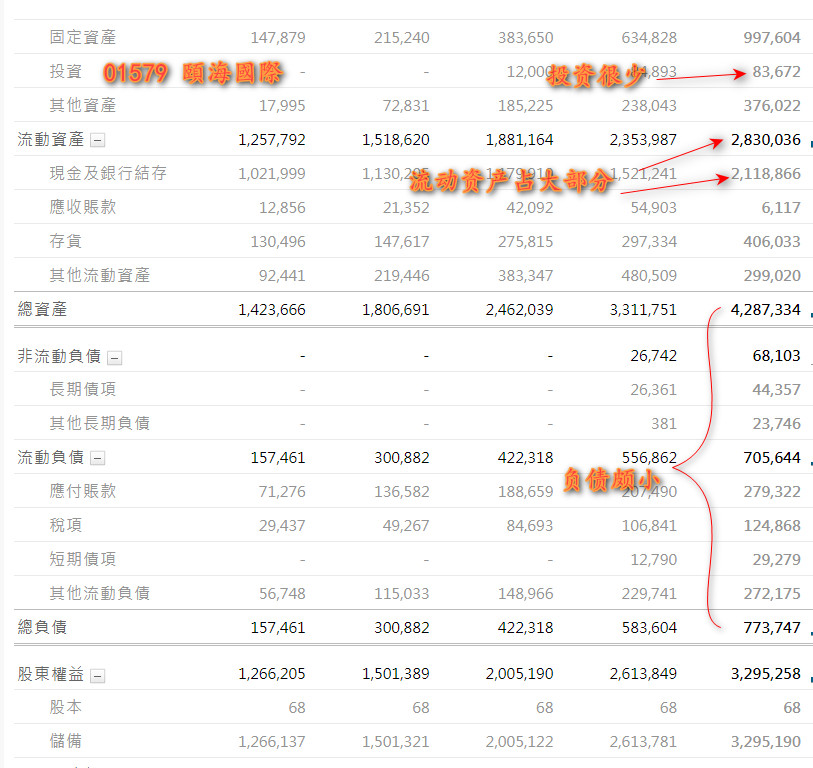 固定資產 147,879 215,240 383,650 634,828 997,604
01579 頤海國際
投资很少
投資 - - 12,000 84,893 83,672
其他資產 17,995 72,831 185,225 238,043 376,022
流動資產 1,257,792 1,518,620 1,881,164 2,353,987 2,830,036
現金及銀行結存 1,021,999 1,130,205 1,179,910 1,521,241 2,118,866
流动资产占大部分
應收賬款 12,856 21,352 42,092 54,903 6,117
存貨 130,496 147,617 275,815 297,334 406,033
其他流動資產 92,441 219,446 383,347 480,509 299,020
總資產 1,423,666 1,806,691 2,462,039 3,311,751 4,287,334
非流動負債 - - - 26,742 68,103
長期債項 - - - 26,361 44,357
其他長期負債 - - - 381 23,746
流動負債 157,461 300,882 422,318 556,862 705,644
负债颇小
應付賬款 71,276 136,582 188,659 207,490 279,322
稅項 29,437 49,267 84,693 106,841 124,868
短期債項 - - - 12,790 29,279
其他流動負債 56,748 115,033 148,966 229,741 272,175
總負債 157,461 300,882 422,318 583,604 773,747
股東權益 1,266,205 1,501,389 2,005,190 2,613,849 3,295,258
股本 68 68 68 68 68
儲備 1,266,137 1,501,321 2,005,122 2,613,781 3,295,190